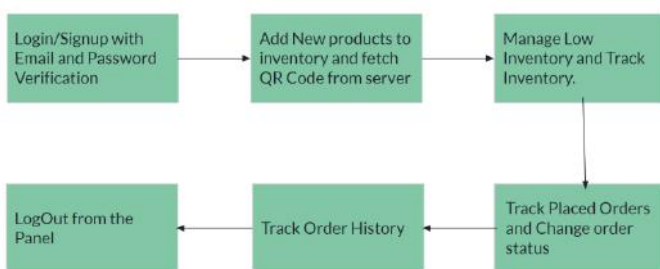 Login/Signup with
Email and Password
Verification
Add New products to
inventory and fetch
QR Code from server
Manage Low
Inventory and Track
Inventory.
Track Placed Orders
and Change order
status
Track Order History
LogOut from the
Panel